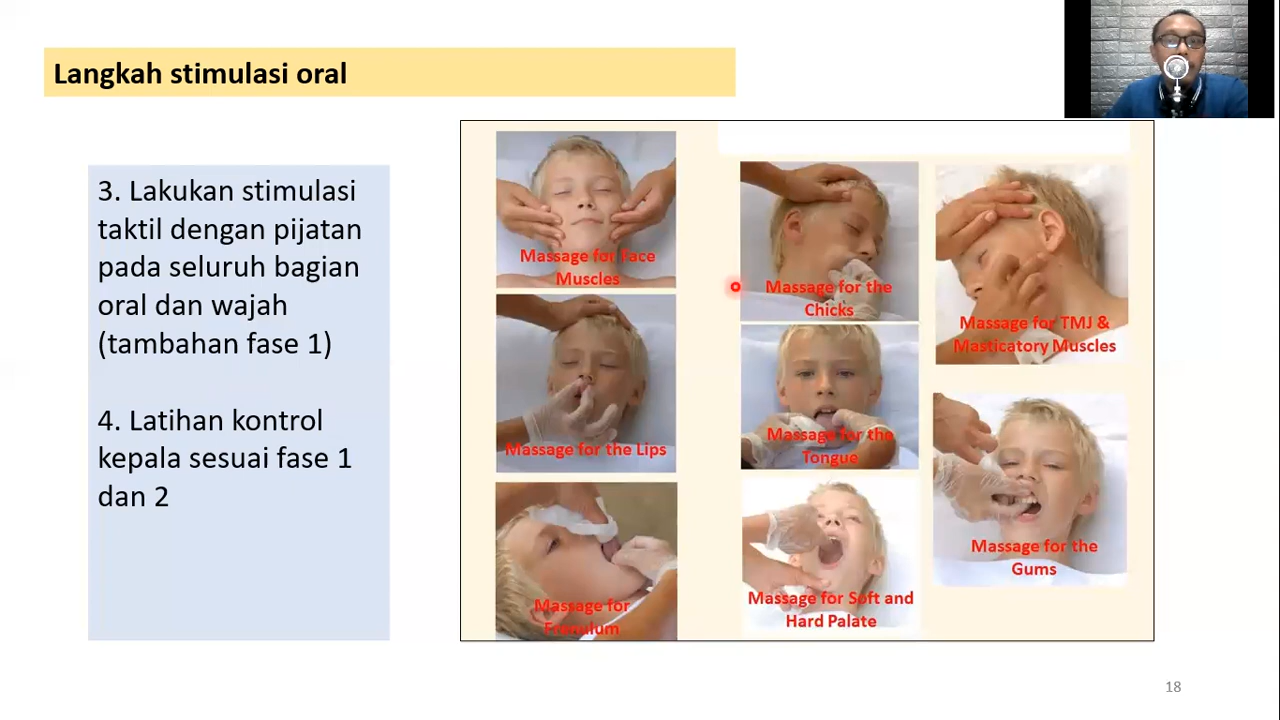 Langkah stimulasi oral
3. Lakukan stimulasi
taktil dengan pijatan
pada seluruh bagian
oral dan wajah
(tambahan fase 1)
4. Latihan kontrol
kepala sesuai fase 1
dan 2
Massage for Face
Muscles
Massage for the
Chicks
Massage for TMJ &
Masticatory Muscles
Massage for the Lips
Massage for the
Tongue
Massage for the
Gums
Massage for
Frenulum
Massage for Soft and
Hard Palate
18